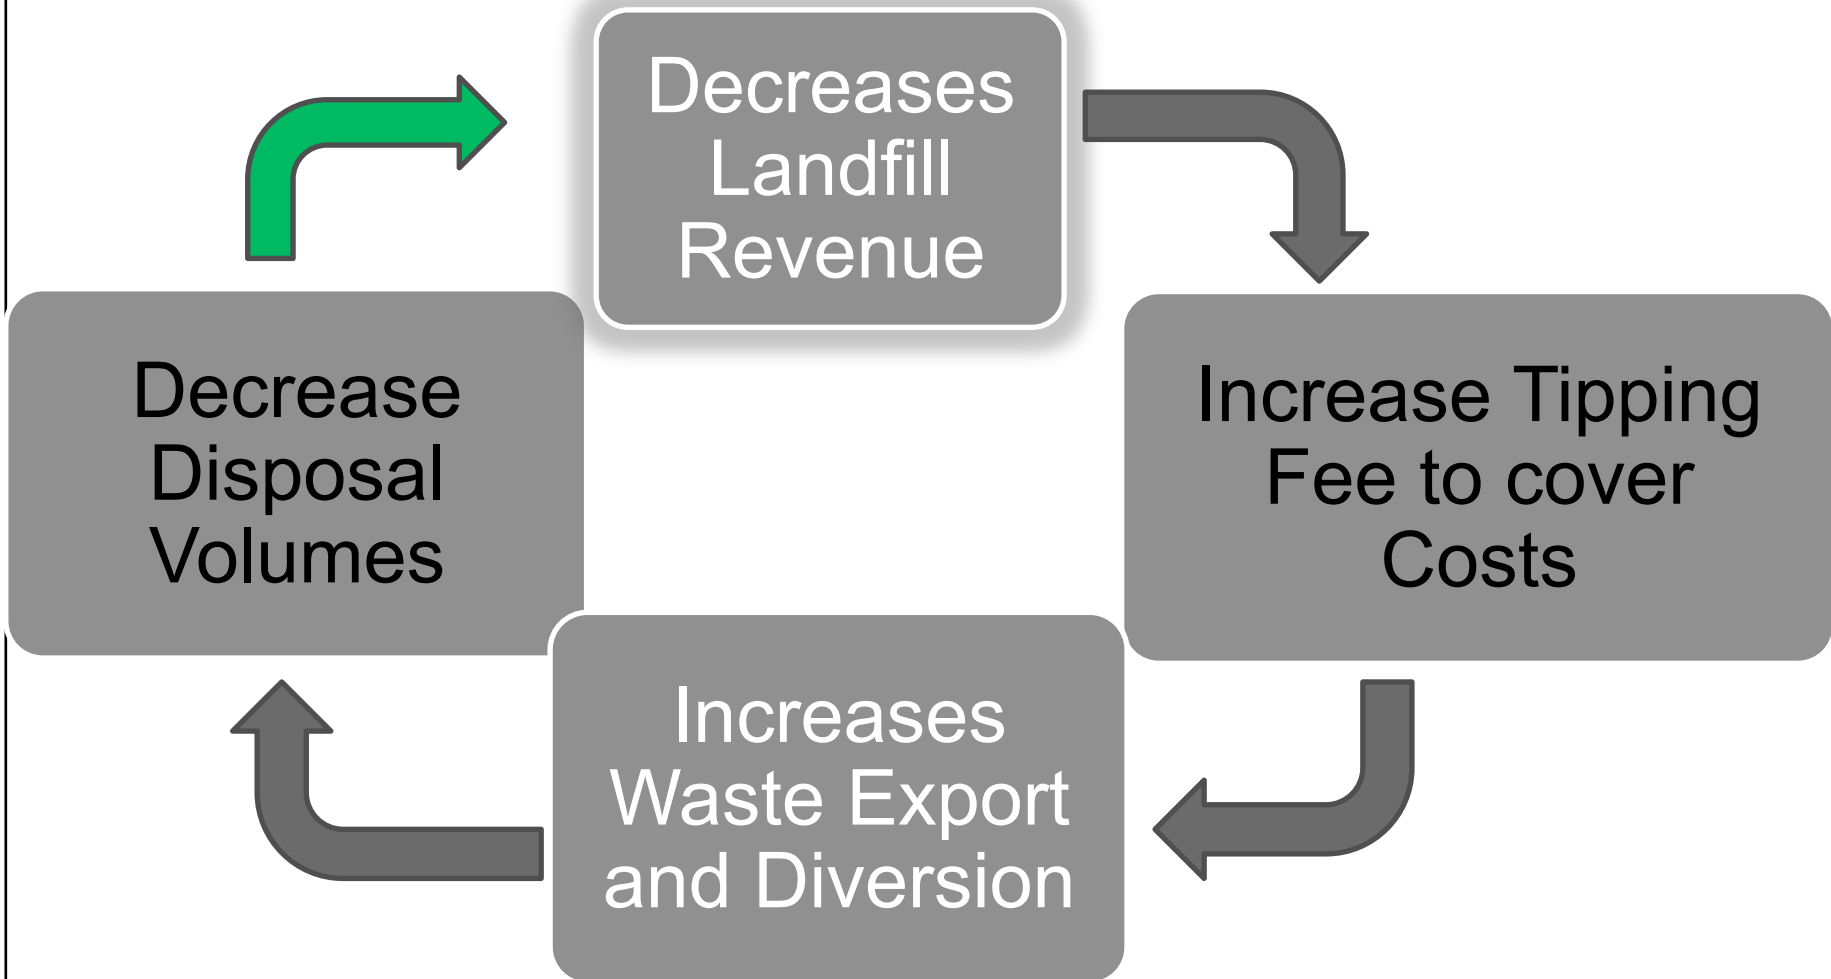 Decreases
Landfill
Revenue
Increase Tipping
Fee to cover
Costs
Increases
Waste Export
and Diversion
Decrease
Disposal
Volumes